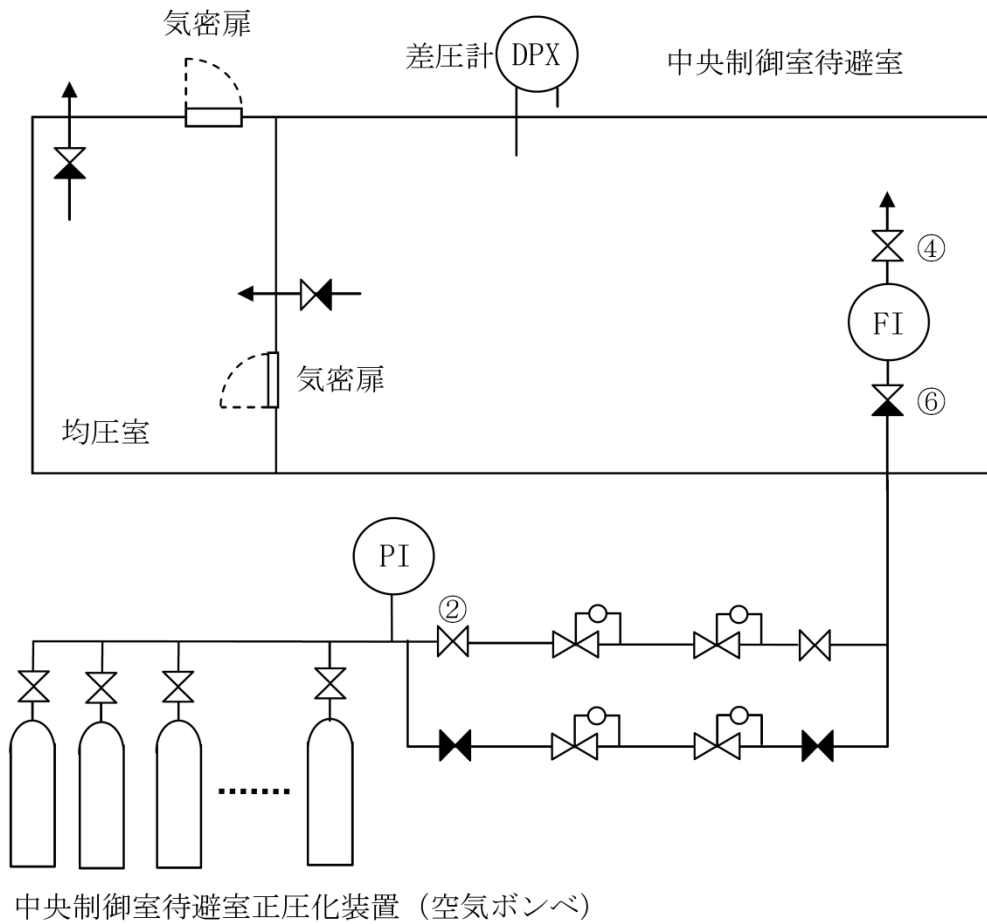 気密扉
差圧計
DPX
中央制御室待避室
④
FI
気密扉
⑥
均圧室
PI
②
中央制御室待避室正圧化装置（空気ボンベ）